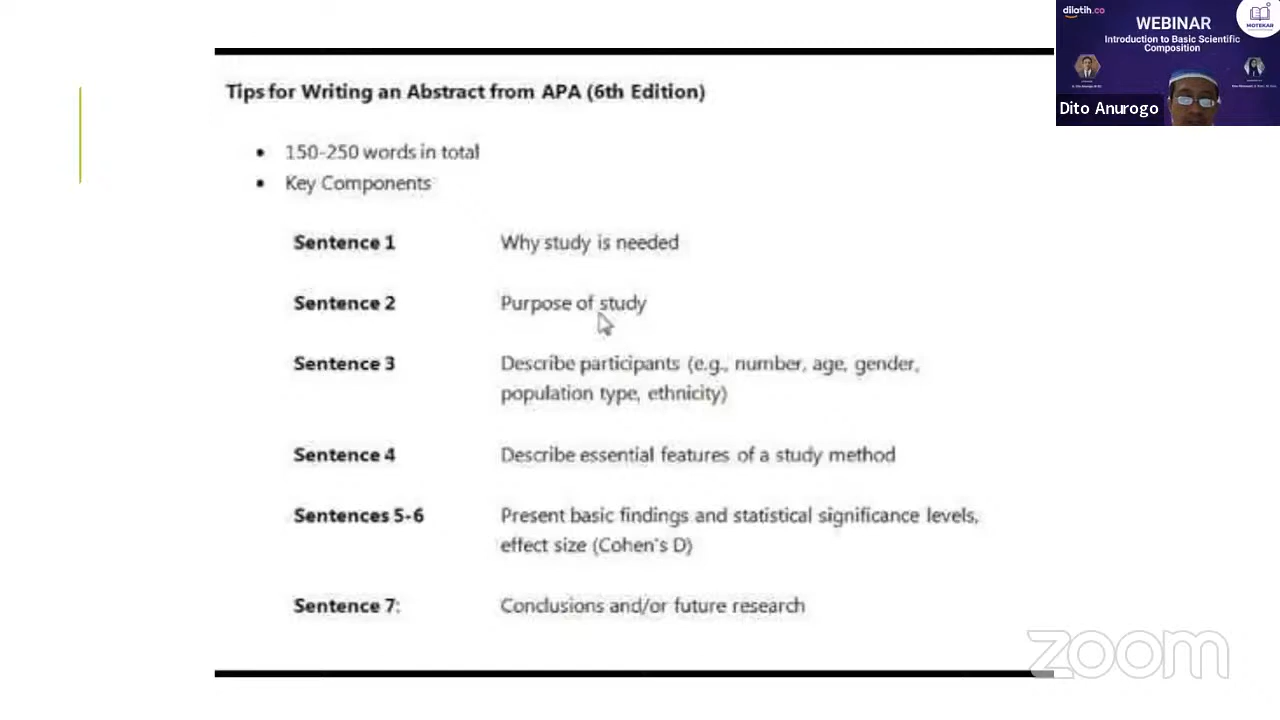 Tips for Writing an Abstract from APA (6th Edition)
• 150-250 words in total
• Key Components
Sentence 1 Why study is needed
Sentence 2 Purpose of study
Sentence 3 Describe participants (e.g., number, age, gender,
population type, ethnicity)
Sentence 4 Describe essential features of a study method
Sentences 5-6 Present basic findings and statistical significance levels,
effect size (Cohen's D)
Sentence 7: Conclusions and/or future research
dilatih.co
MOTEKAR
WEBINAR
Introduction to Basic Scientific
Composition
Dito Anurogo
zoom